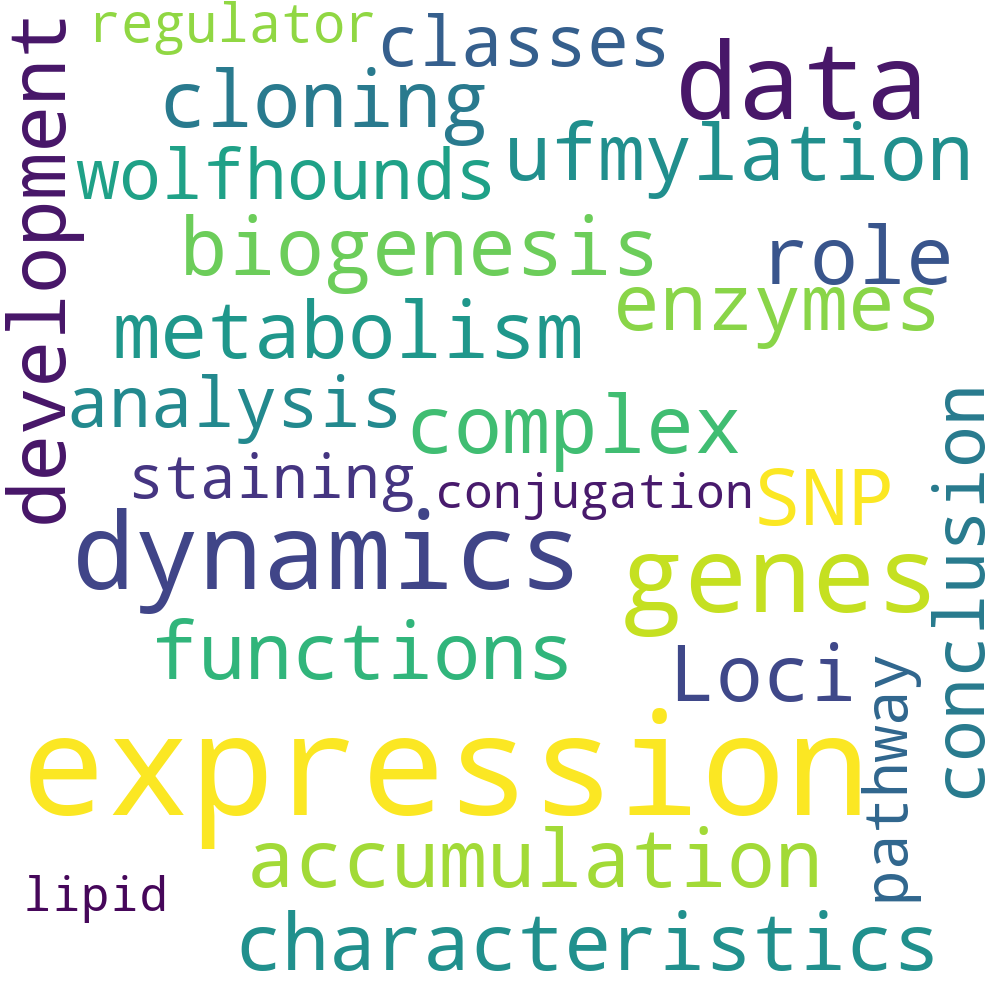 regulator
classes
data
development
cloning
ufmylation
wolfhounds
biogenesis
role
enzymes
metabolism
analysis
complex
conclusion
staining
conjugation
SNP
dynamics
genes
functions
Loci
pathway
expression
accumulation
lipid
characteristics